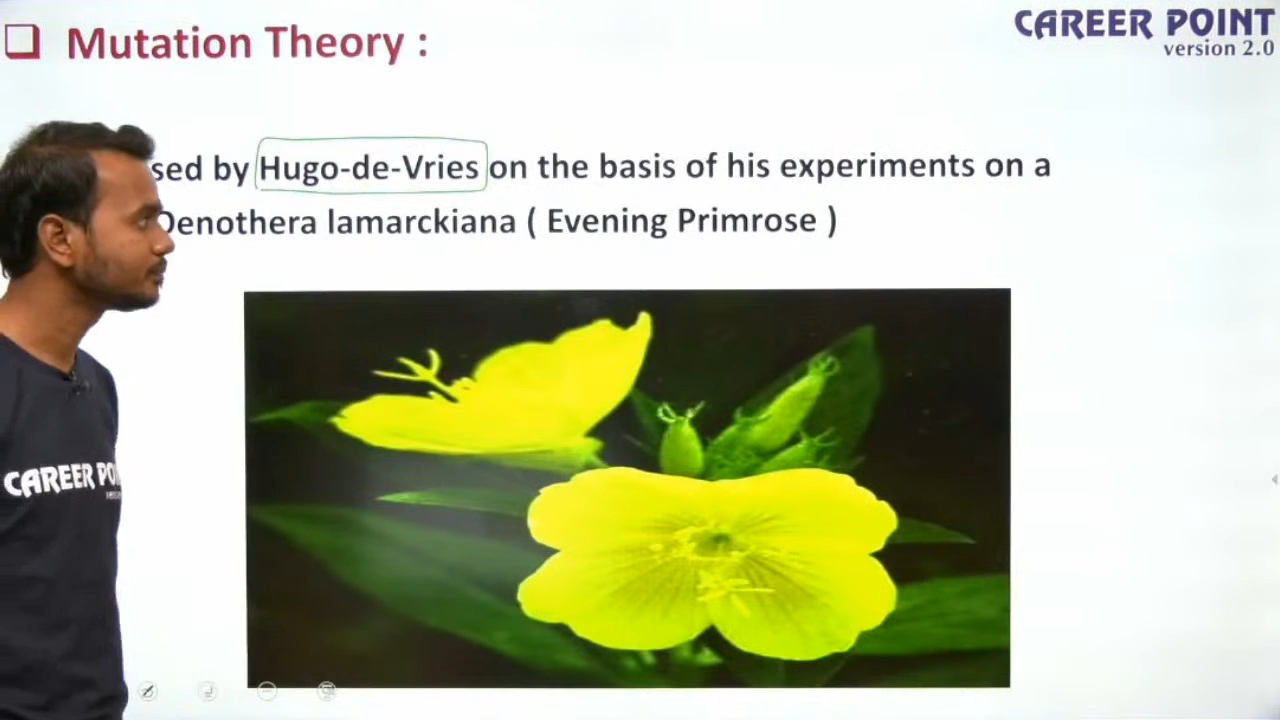 Mutation Theory :
CAREER POINT
version 2.0
sed by Hugo-de-Vries on the basis of his experiments on a
Oenothera lamarckiana ( Evening Primrose )
CAREER POI